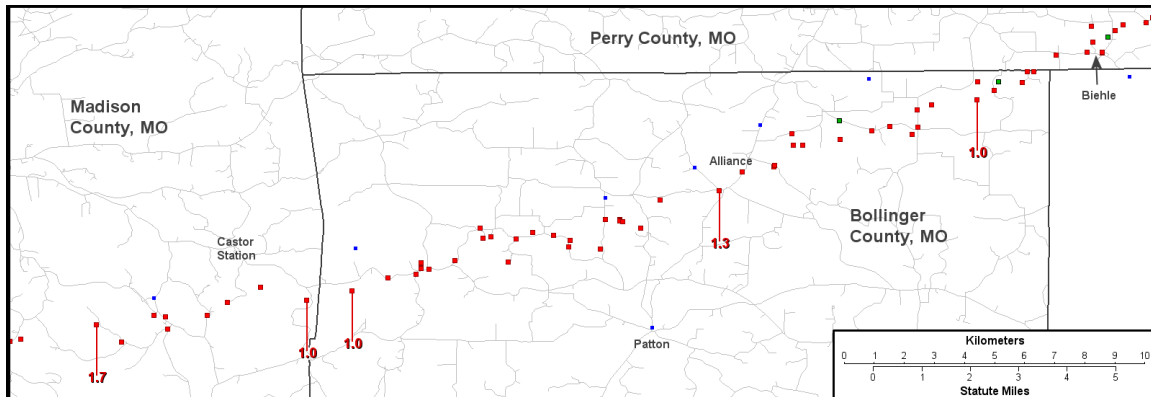 Perry County, MO
Biehle
Madison
County, MO
1.0
Alliance
Bollinger
County, MO
1.3
Castor
Station
1.0
1.0
1.7
Patton
Kilometers
0 1 2 3 4 5 6 7 8 9 10
0 1 2 3 4 5
Statute Miles